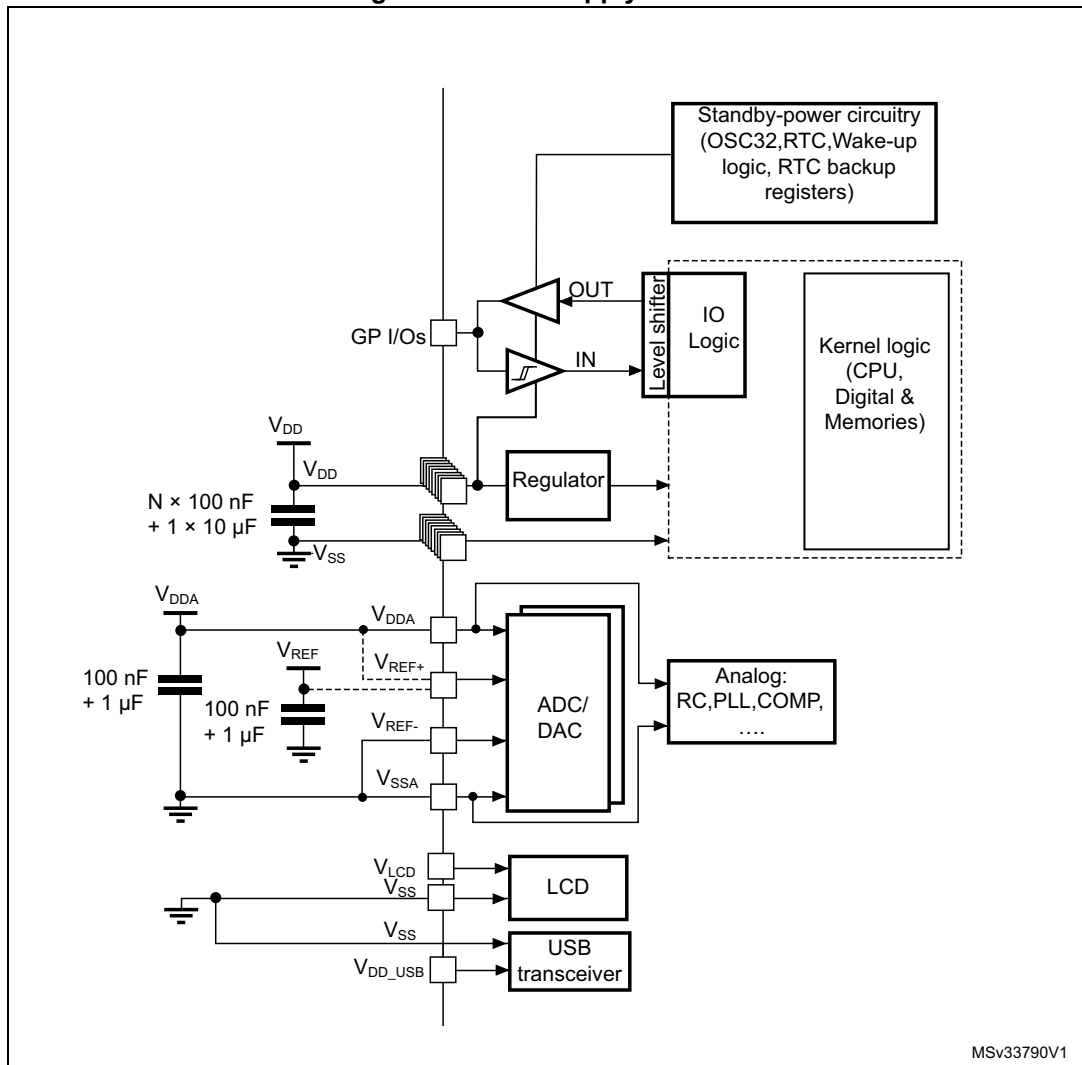 Standby-power circuitry
(OSC32,RTC,Wake-up
logic, RTC backup
registers)
OUT
Level shifter
IO
Logic
GP I/Os
IN
Kernel logic
(CPU,
Digital &
Memories)
VDD
VDD
Regulator
N × 100 nF
+ 1 × 10 µF
VSS
VDDA
VDDA
VREF
VREF+
100 nF
+ 1 µF
100 nF
+ 1 µF
ADC/
DAC
Analog:
RC,PLL,COMP,
....
VREF-
VSSA
VLCD
VSS
LCD
VSS
USB
transceiver
VDD_USB
MSv33790V1